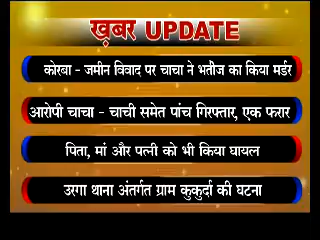 ख़बर UPDATE
कोरबा - जमीन विवाद पर चाचा ने भतीज का किया मर्डर
आरोपी चाचा - चाची समेत पांच गिरफ्तार, एक फरार
पिता, मां और पत्नी को भी किया घायल
उरगा थाना अंतर्गत ग्राम कुकुर्दा की घटना